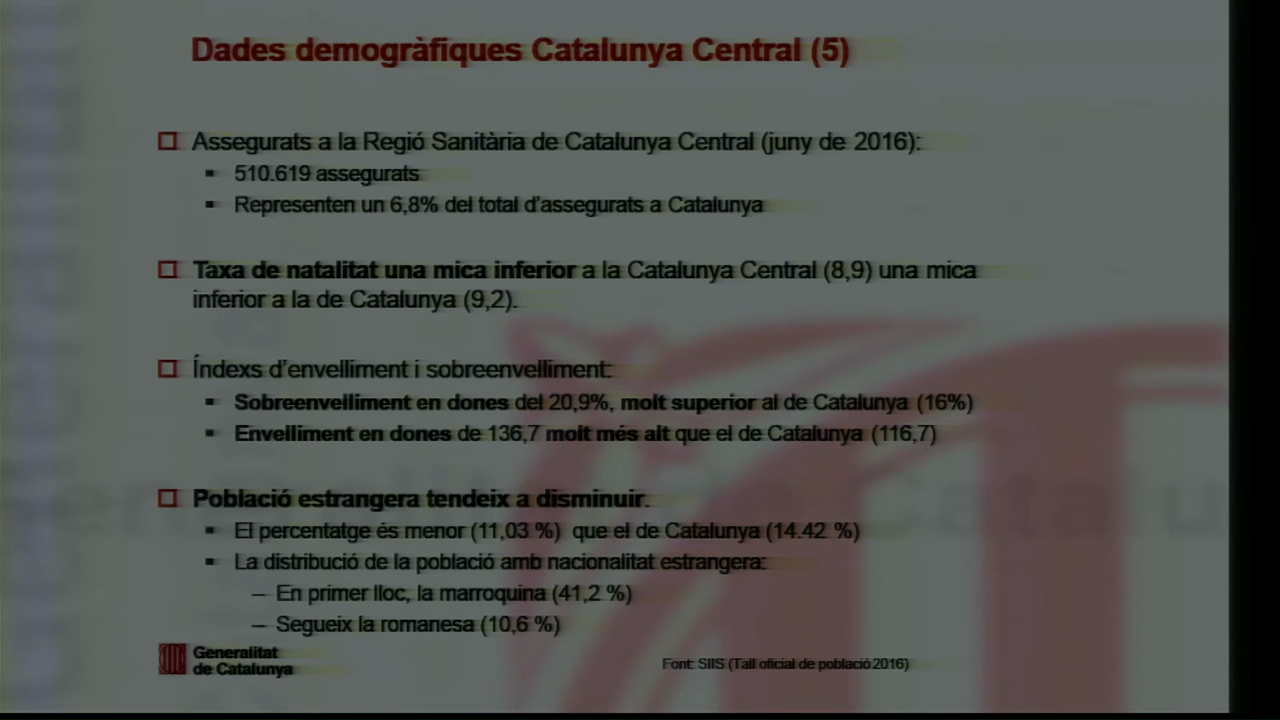 Dades demogràfiques Catalunya Central (5)
Assegurats a la Regió Sanitària de Catalunya Central (juny de 2016):
510.619 assegurats
Representen un 6,8% del total d'assegurats a Catalunya
Taxa de natalitat una mica inferior a la Catalunya Central (8,9) una mica
inferior a la de Catalunya (9,2).
Índexs d'envelliment i sobreenvelliment:
Sobreenvelliment en dones del 20,9%, molt superior al de Catalunya (16%)
Envelliment en dones de 136,7 molt més alt que el de Catalunya (116,7)
Població estrangera tendeix a disminuir.
El percentatge és menor (11,03 %) que el de Catalunya (14.42 %)
La distribució de la població amb nacionalitat estrangera:
– En primer lloc, la marroquina (41,2 %)
– Segueix la romanesa (10,6 %)
Generalitat
de Catalunya
Font: SIIS (Tall oficial de població 2016)